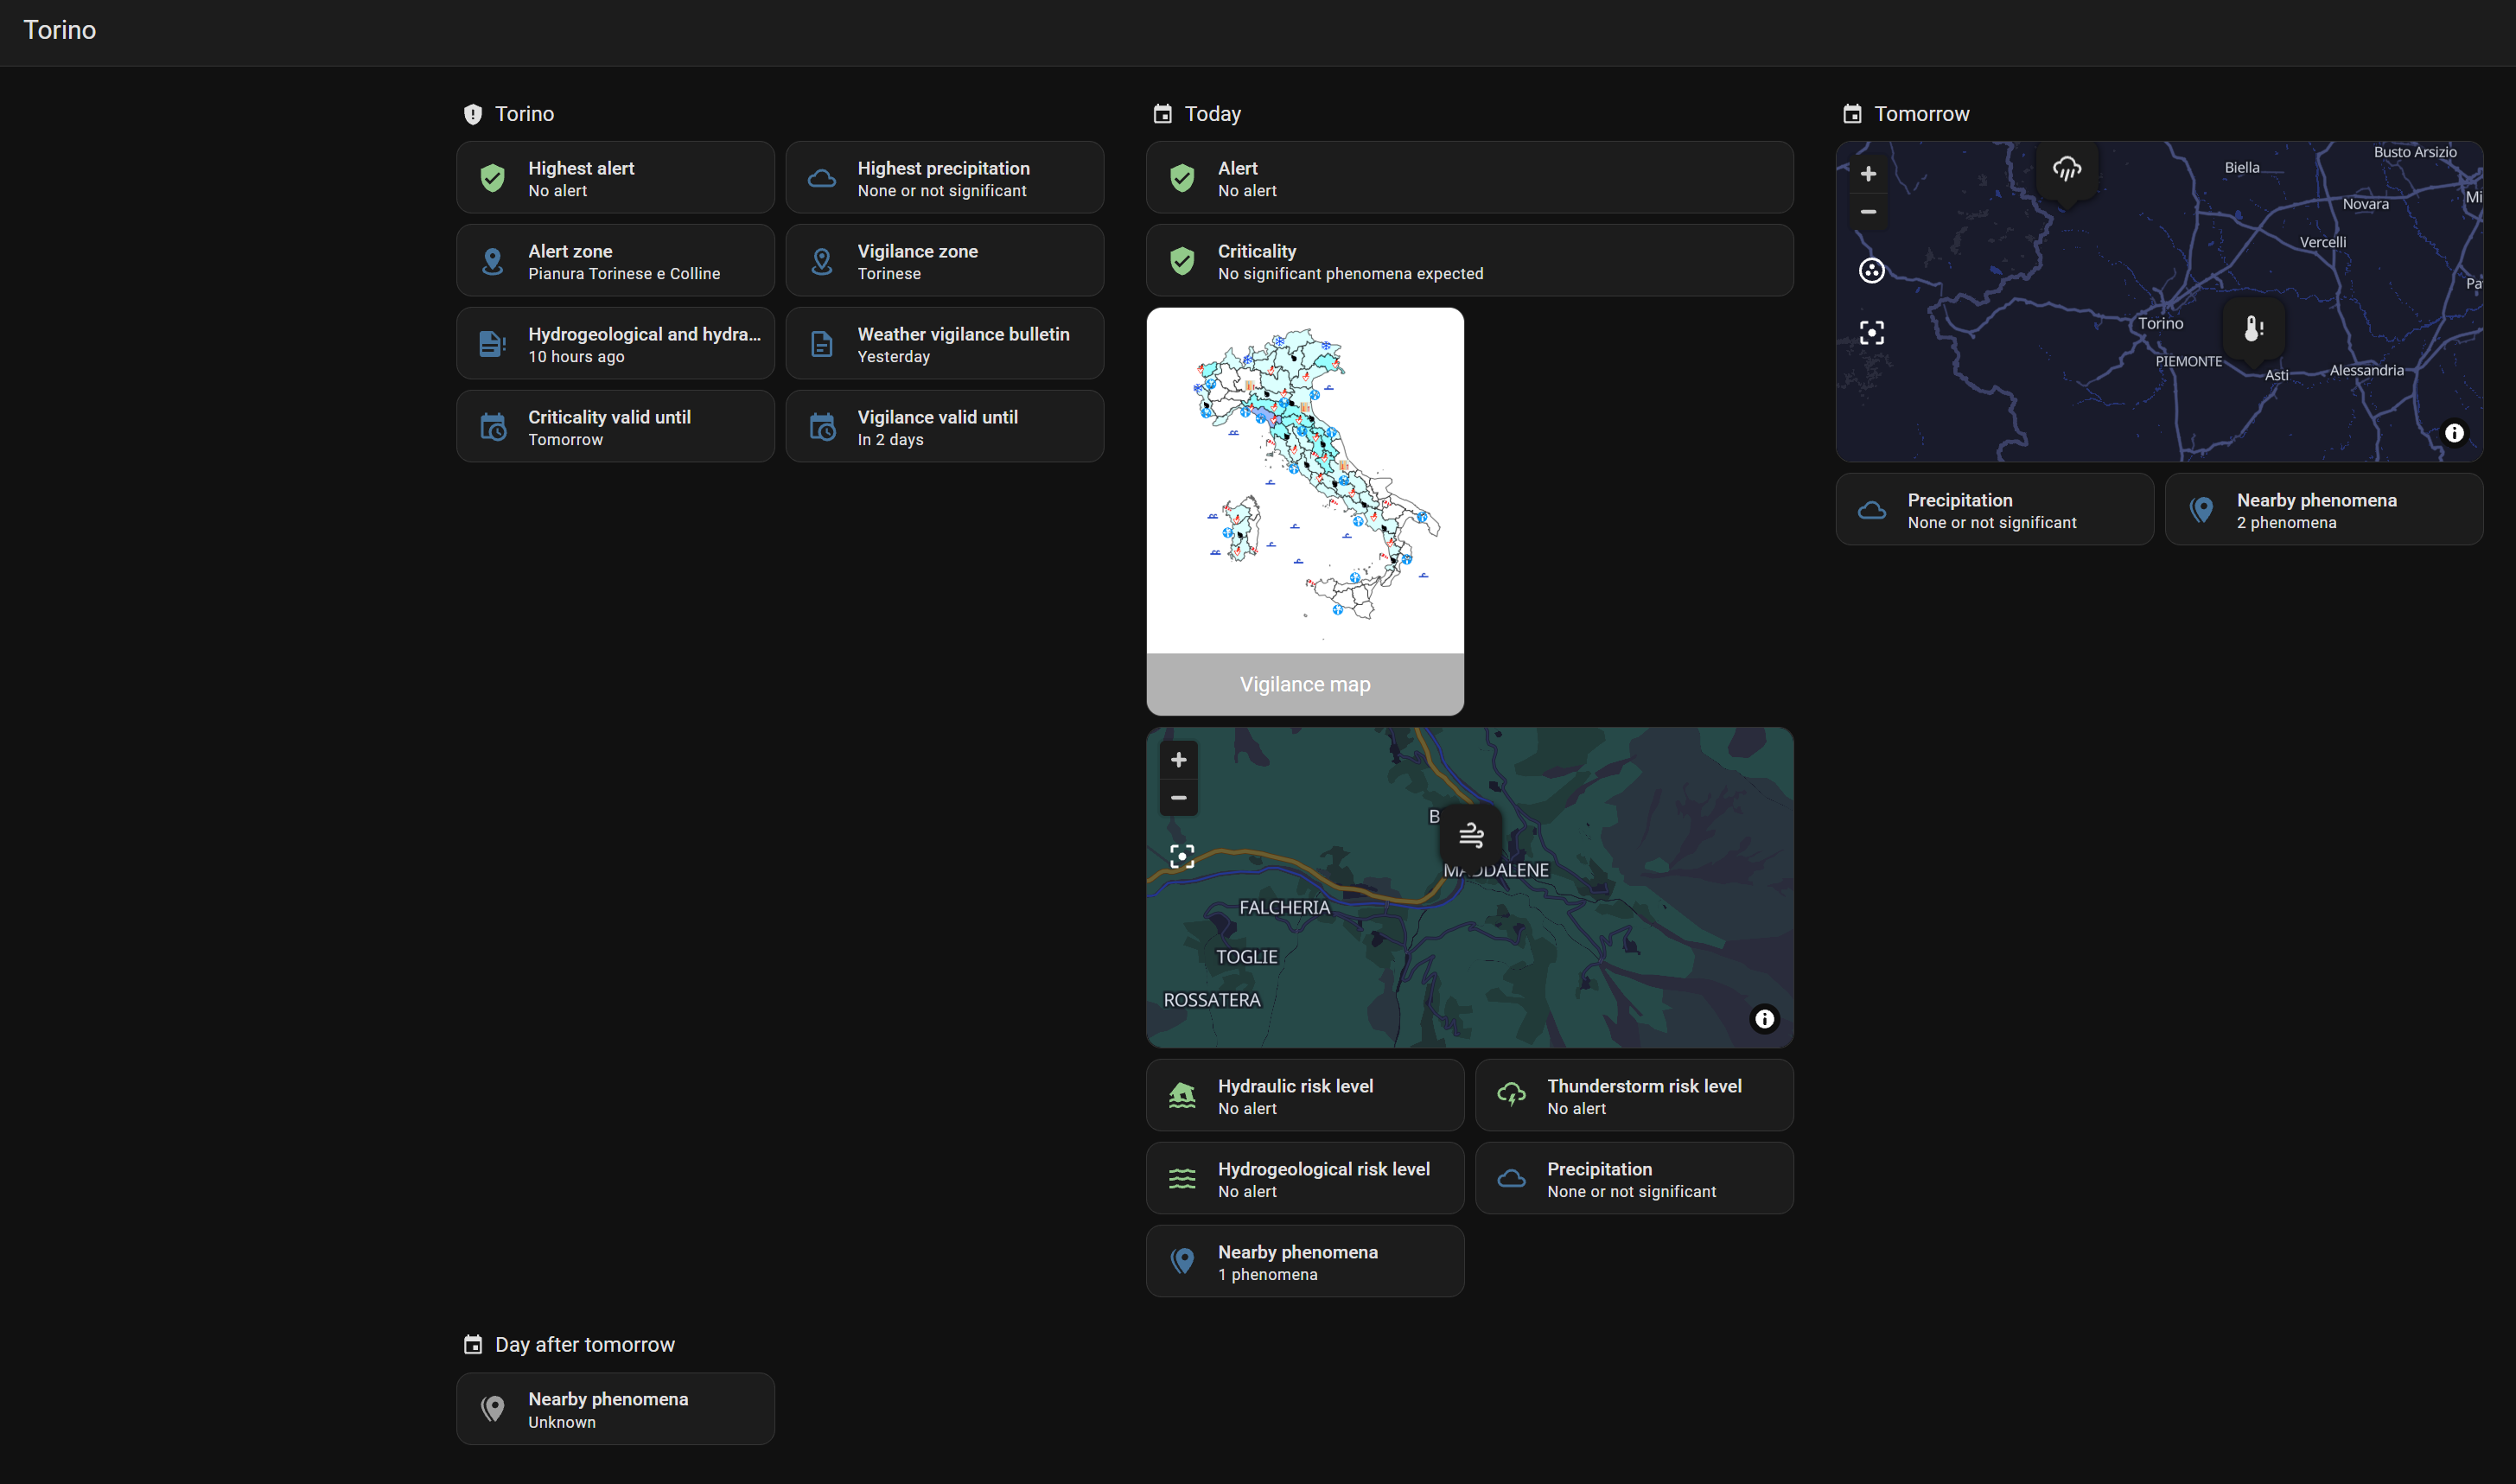 Torino
Torino
Highest alert
No alert
Highest precipitation
None or not significant
Alert zone
Pianura Torinese e Colline
Vigilance zone
Torinese
Hydrogeological and hydra...
10 hours ago
Weather vigilance bulletin
Yesterday
Criticality valid until
Tomorrow
Vigilance valid until
In 2 days
Today
Alert
No alert
Criticality
No significant phenomena expected
Vigilance map
B
MADDALENE
FALCHERIA
TOGLIE
ROSSATERA
Hydraulic risk level
No alert
Thunderstorm risk level
No alert
Hydrogeological risk level
No alert
Precipitation
None or not significant
Nearby phenomena
1 phenomena
Tomorrow
Busto Arsizio
Biella
Mi
Novara
Vercelli
Pa
Torino
PIEMONTE
Asti
Alessandria
Precipitation
None or not significant
Nearby phenomena
2 phenomena
Day after tomorrow
Nearby phenomena
Unknown